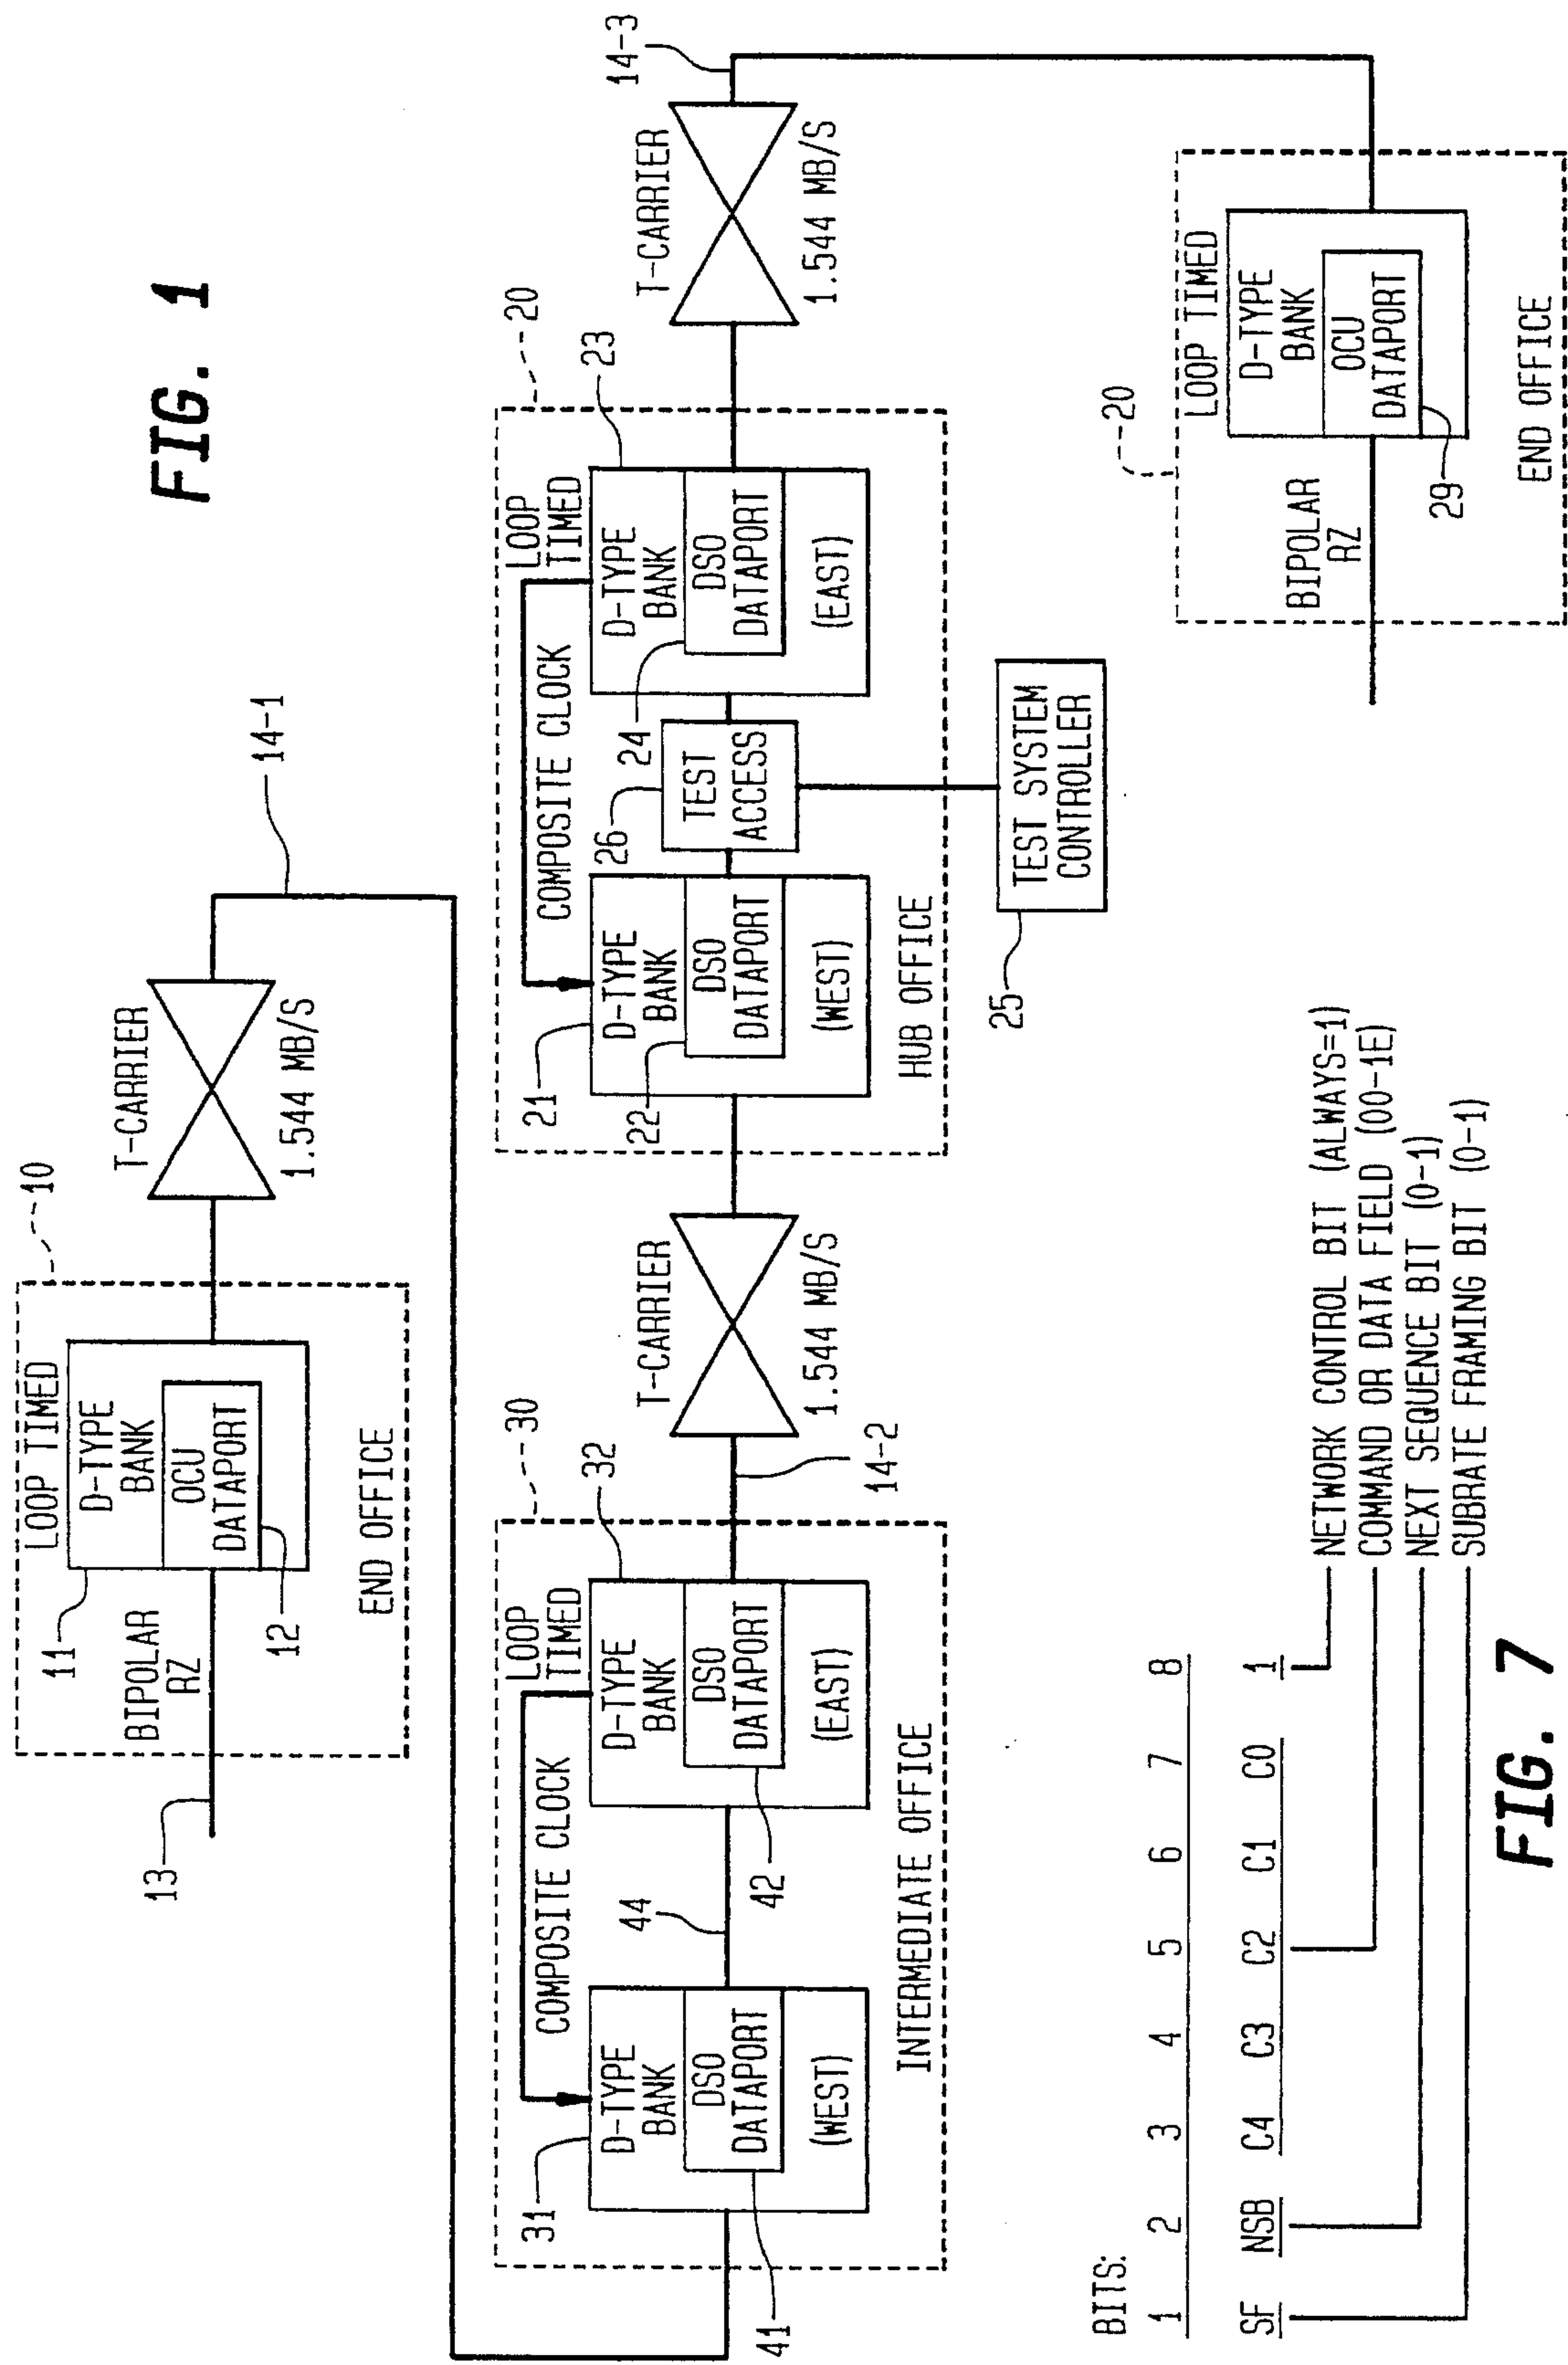 FIG. 1
10
LOOP TIMED
D-TYPE
BANK
OCU
DATAPORT
11
12
BIPOLAR
RZ
13
END OFFICE
T-CARRIER
1.544 MB/S
14-1
30
LOOP
TIMED
COMPOSITE CLOCK
31
D-TYPE
BANK
DSO
DATAPORT
(WEST)
41
44
32
D-TYPE
BANK
DSO
DATAPORT
(EAST)
42
INTERMEDIATE OFFICE
14-2
T-CARRIER
1.544 MB/S
20
LOOP
TIMED
COMPOSITE CLOCK
21
D-TYPE
BANK
DSO
DATAPORT
(WEST)
22
26
TEST
ACCESS
23
D-TYPE
BANK
DSO
DATAPORT
(EAST)
24
HUB OFFICE
25
TEST SYSTEM
CONTROLLER
T-CARRIER
1.544 MB/S
14-3
20
LOOP TIMED
D-TYPE
BANK
OCU
DATAPORT
29
BIPOLAR
RZ
END OFFICE
BITS:
1 2 3 4 5 6 7 8
SF NSB C4 C3 C2 C1 C0 1
NETWORK CONTROL BIT (ALWAYS=1)
COMMAND OR DATA FIELD (00-1E)
NEXT SEQUENCE BIT (0-1)
SUBRATE FRAMING BIT (0-1)
FIG. 7